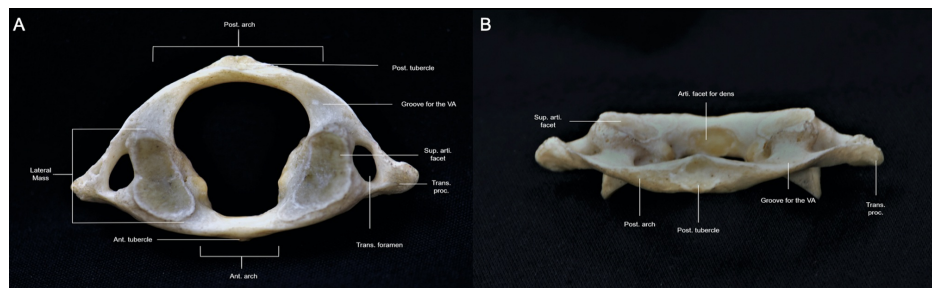 A
Post. arch
Post. tubercle
Groove for the VA
Sup. arti.
facet
Lateral
Mass
Trans.
proc.
Ant. tubercle
Trans. foramen
Ant. arch
B
Arti. facet for dens
Sup. arti.
facet
Groove for the VA
Trans.
proc.
Post. arch
Post. tubercle